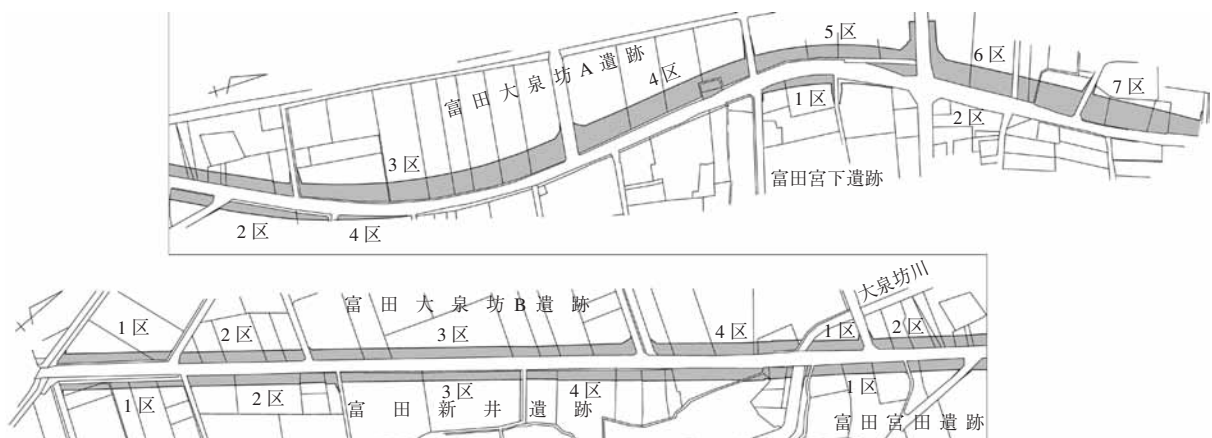 5区
富田大泉坊A遺跡
4区
6区
7区
1区
2区
3区
富田宮下遺跡
2区
4区
大泉坊川
富田大泉坊B遺跡
1区
2区
3区
4区
1区
2区
1区
2区
3区
4区
1区
富田新井遺跡
富田宮田遺跡